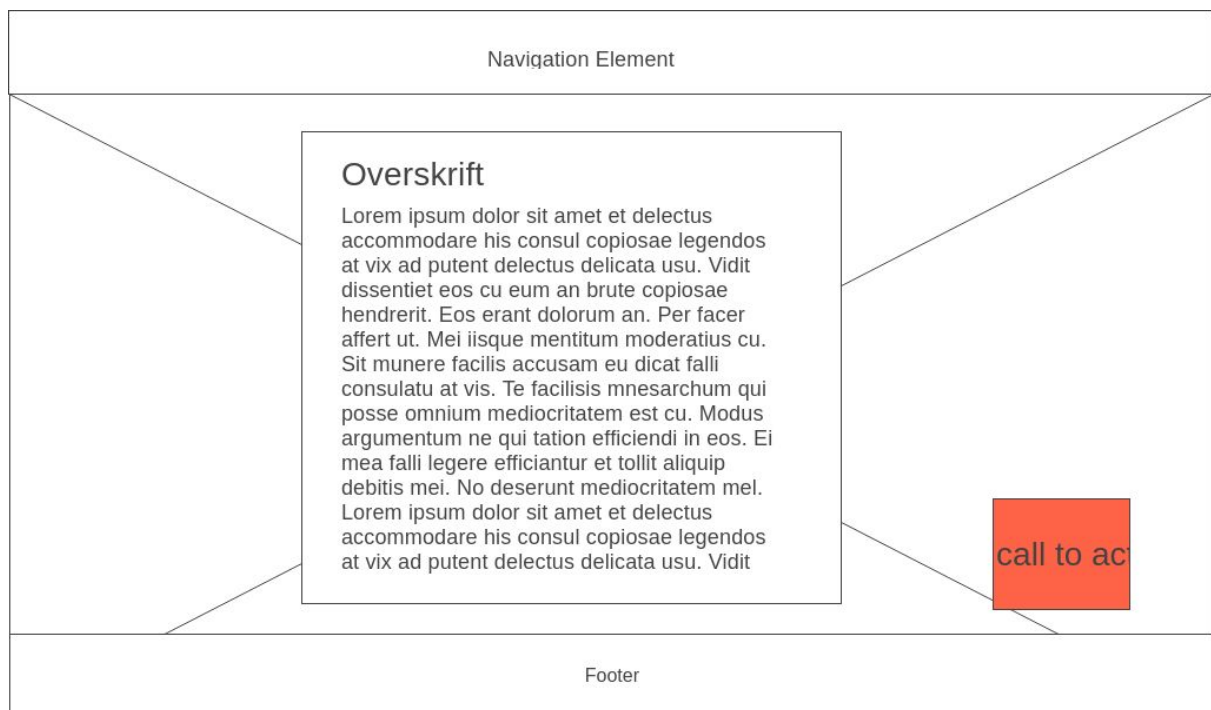 Navigation Element
Overskrift
Lorem ipsum dolor sit amet et delectus
accommodare his consul copiosae legendos
at vix ad putent delectus delicata usu. Vidit
dissentiet eos cu eum an brute copiosae
hendrerit. Eos erant dolorum an. Per facer
affert ut. Mei iisque mentitum moderatius cu.
Sit munere facilis accusam eu dicat falli
consulatu at vis. Te facilisis mnesarchum qui
posse omnium mediocritatem est cu. Modus
argumentum ne qui tation efficiendi in eos. Ei
mea falli legere efficiantur et tollit aliquip
debitis mei. No deserunt mediocritatem mel.
Lorem ipsum dolor sit amet et delectus
accommodare his consul copiosae legendos
at vix ad putent delectus delicata usu. Vidit
call to act
Footer